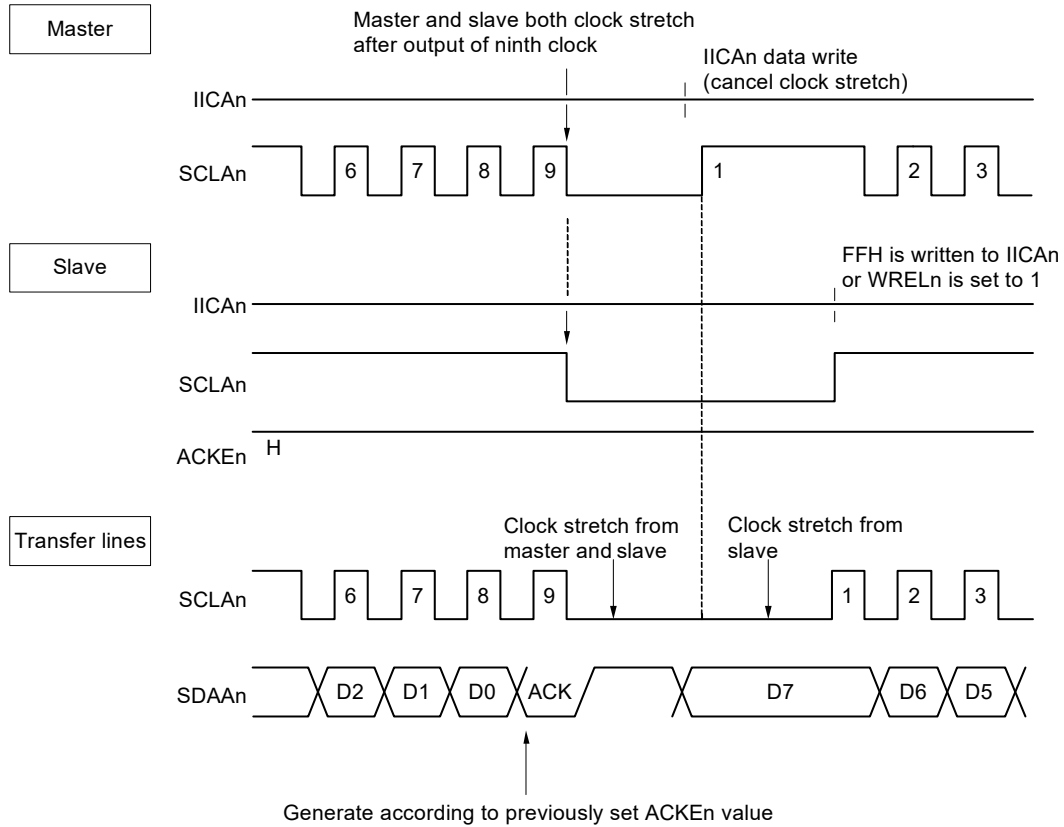 Master
Master and slave both clock stretch
after output of ninth clock
IICAn data write
(cancel clock stretch)
IICAn
SCLAn
6 7 8 9 1 2 3
Slave
FFH is written to IICAn
or WRELn is set to 1
IICAn
SCLAn
ACKEn
H
Transfer lines
Clock stretch from
master and slave
Clock stretch from
slave
SCLAn
6 7 8 9 1 2 3
SDAAn
D2 D1 D0 ACK D7 D6 D5
Generate according to previously set ACKEn value